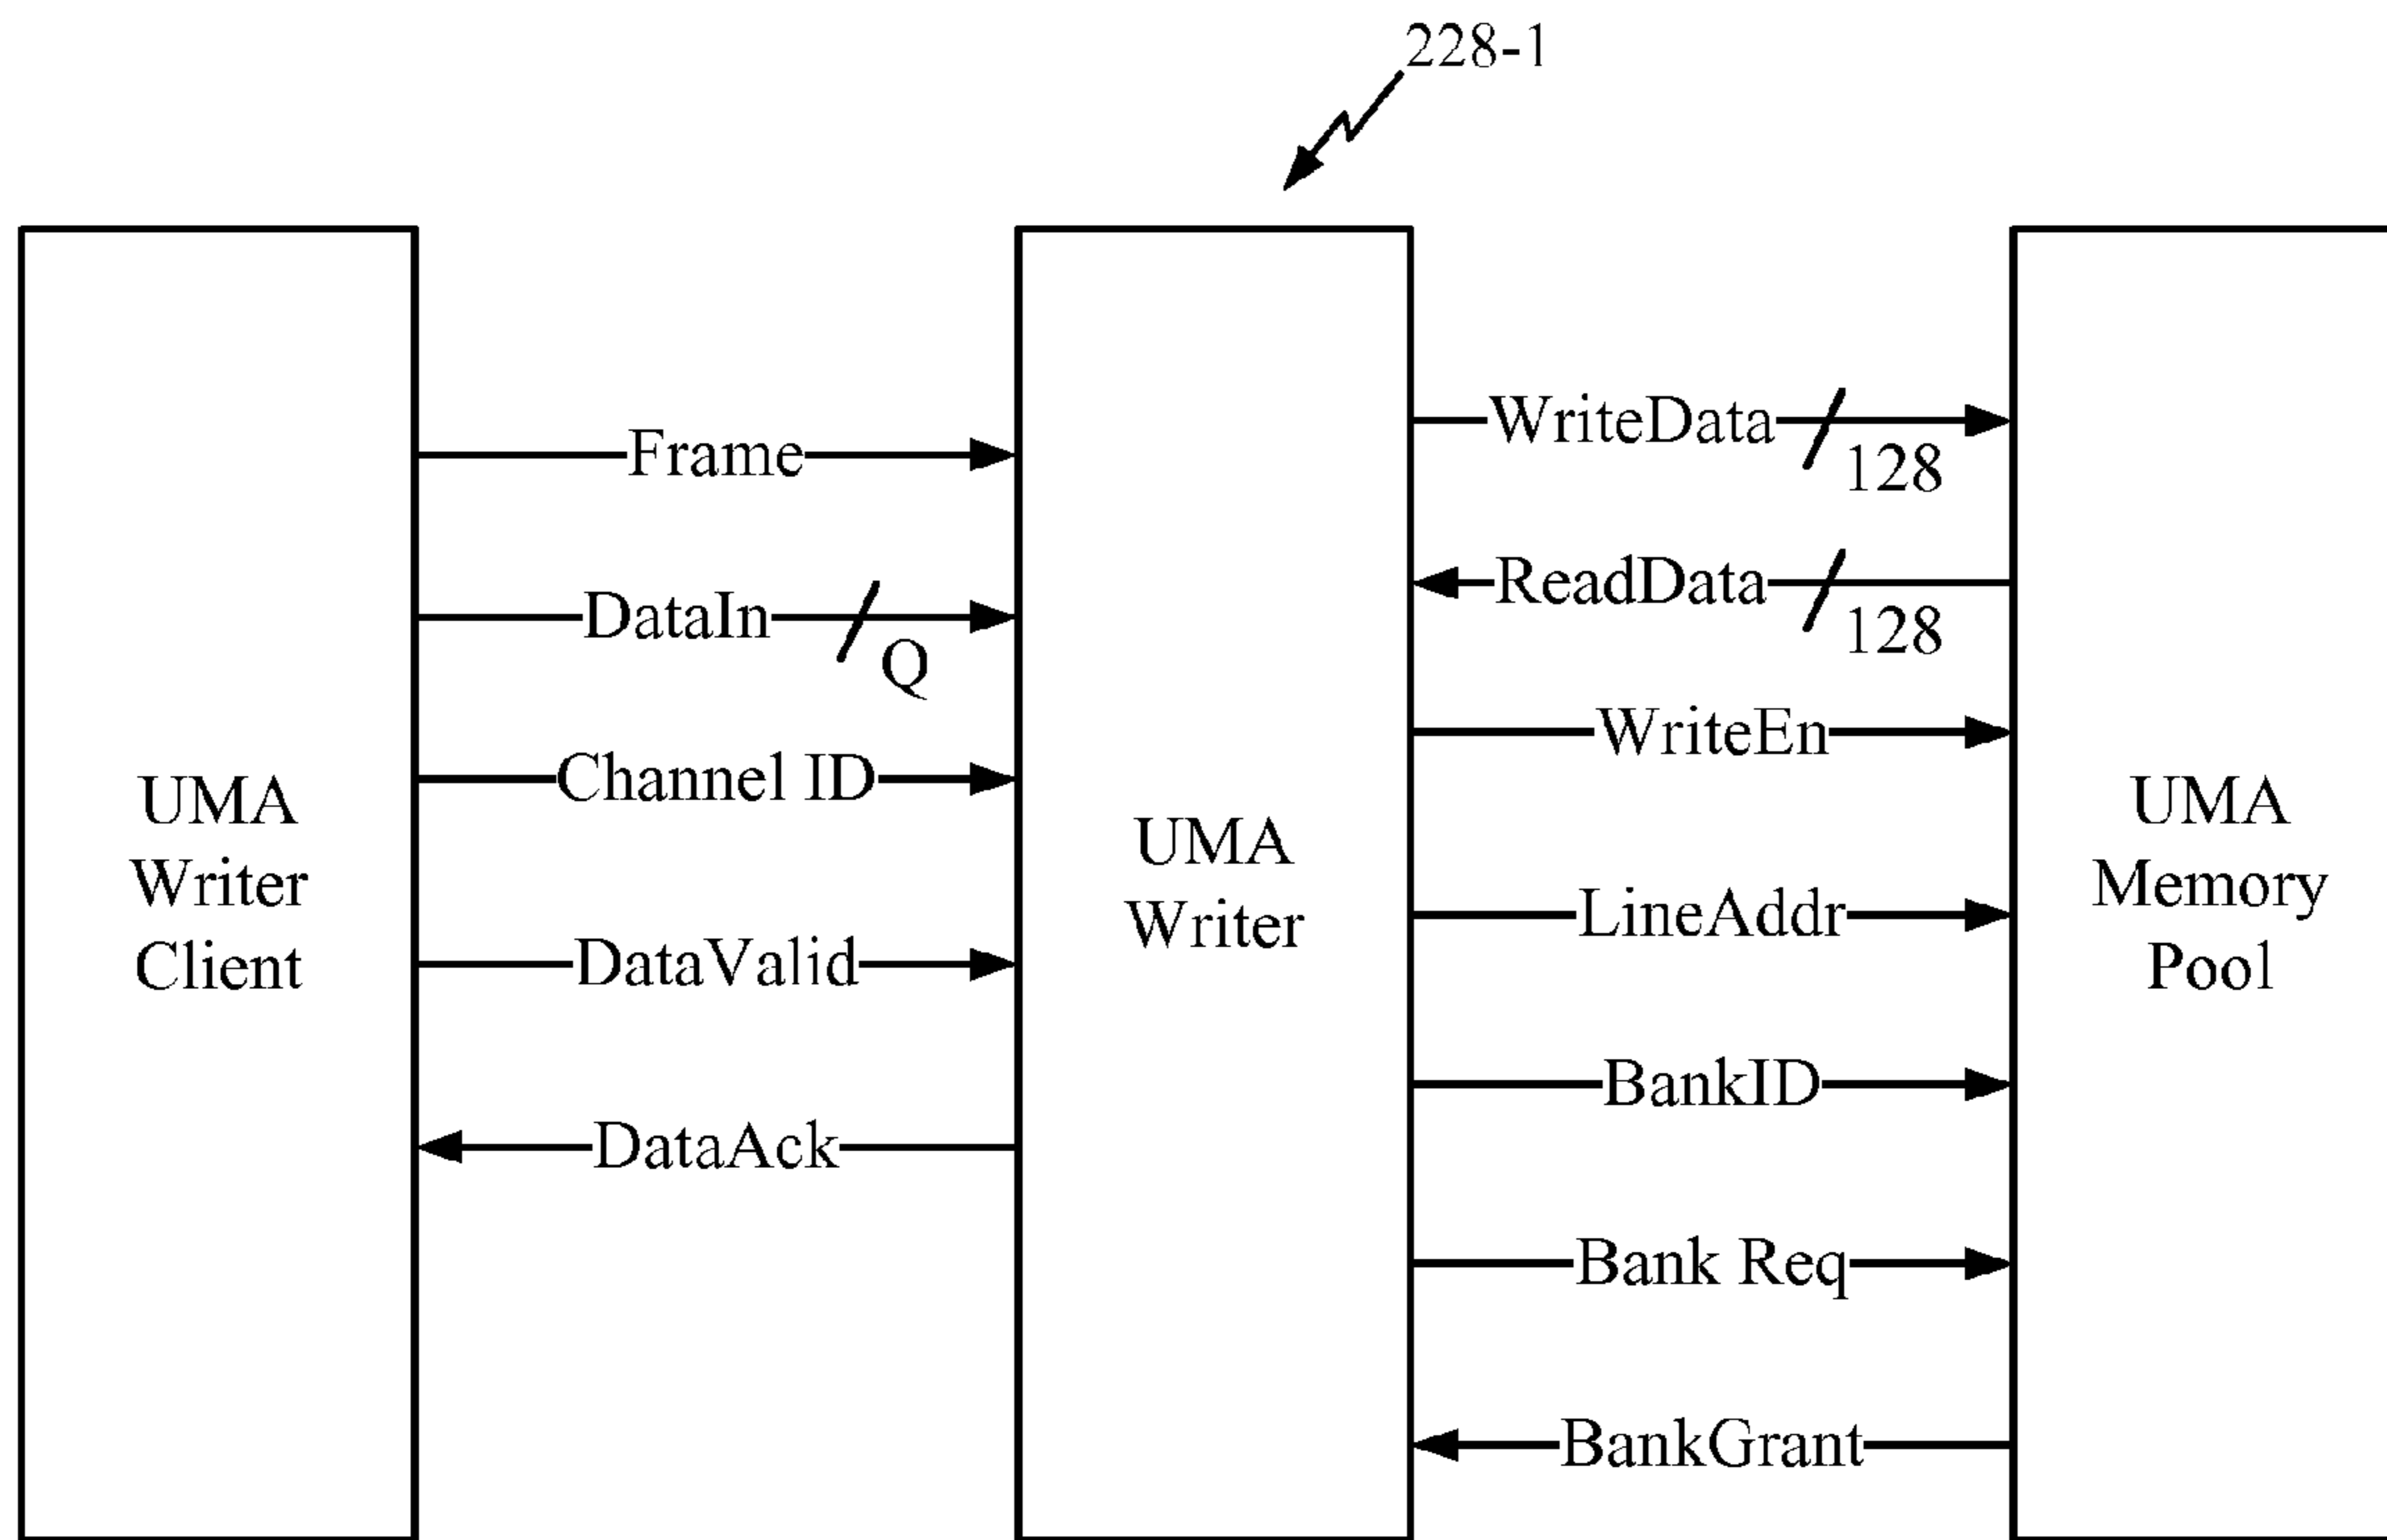 228-1
UMA
Writer
Client
Frame
DataIn
Q
Channel ID
DataValid
DataAck
UMA
Writer
WriteData
128
ReadData
128
WriteEn
LineAddr
BankID
Bank Req
BankGrant
UMA
Memory
Pool